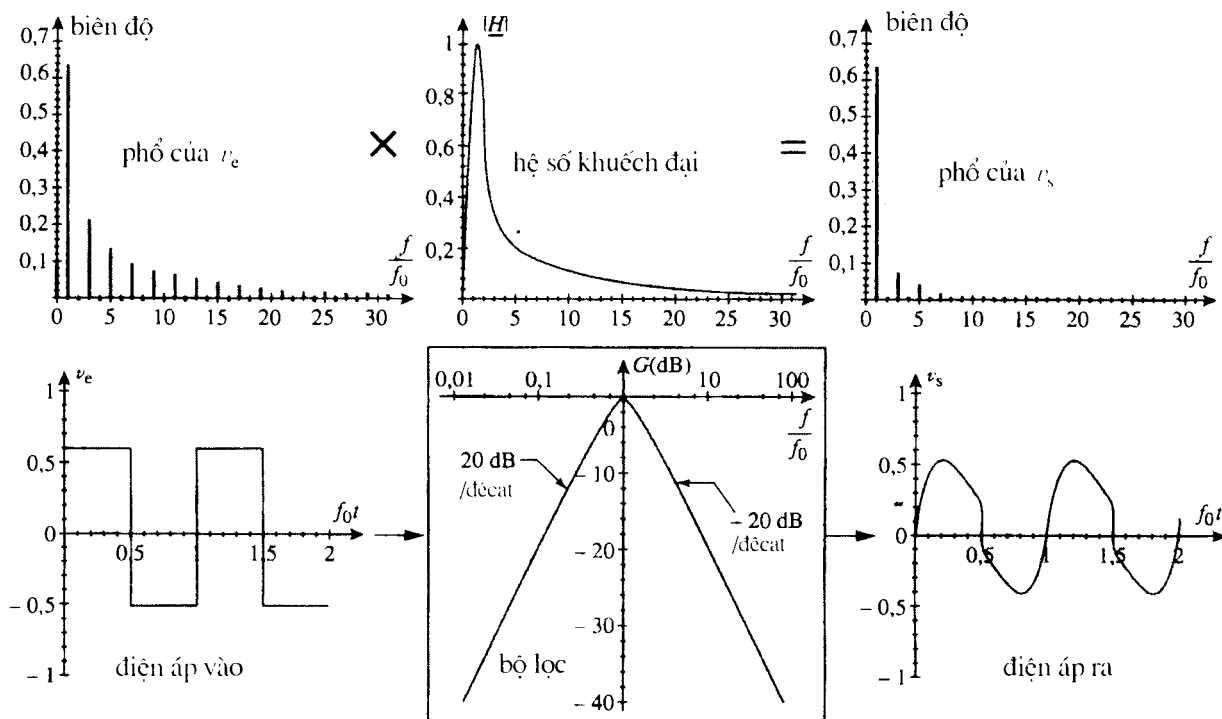 biên độ
0,7
0,6
0,5
0,4
0,3
0,2
0,1
0 5 10 15 20 25 30
phổ của v_e
f/f_0
×
|H|
1
0,8
0,6
0,4
0,2
0 5 10 15 20 25 30
hệ số khuếch đại
f/f_0
=
biên độ
0,7
0,6
0,5
0,4
0,3
0,2
0,1
0 5 10 15 20 25 30
phổ của v_s
f/f_0
v_e
1
0,5
0
– 0,5
– 1
0,5 1 1,5 2
f_0t
điện áp vào
G(dB)
0,01 0,1 10 100
f/f_0
0
– 10
– 20
– 30
– 40
20 dB
/đêcat
– 20 dB
/đêcat
bộ lọc
v_s
1
0,5
0
– 0,5
– 1
0,5 1 1,5 2
f_0t
điện áp ra